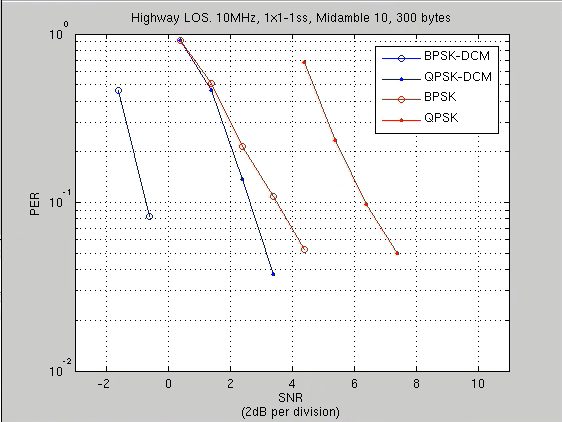 Highway LOS. 10MHz, 1x1-1ss, Midamble 10, 300 bytes
BPSK-DCM
QPSK-DCM
BPSK
QPSK
10^0
10^-1
10^-2
PER
-2 0 2 4 6 8 10
SNR
(2dB per division)